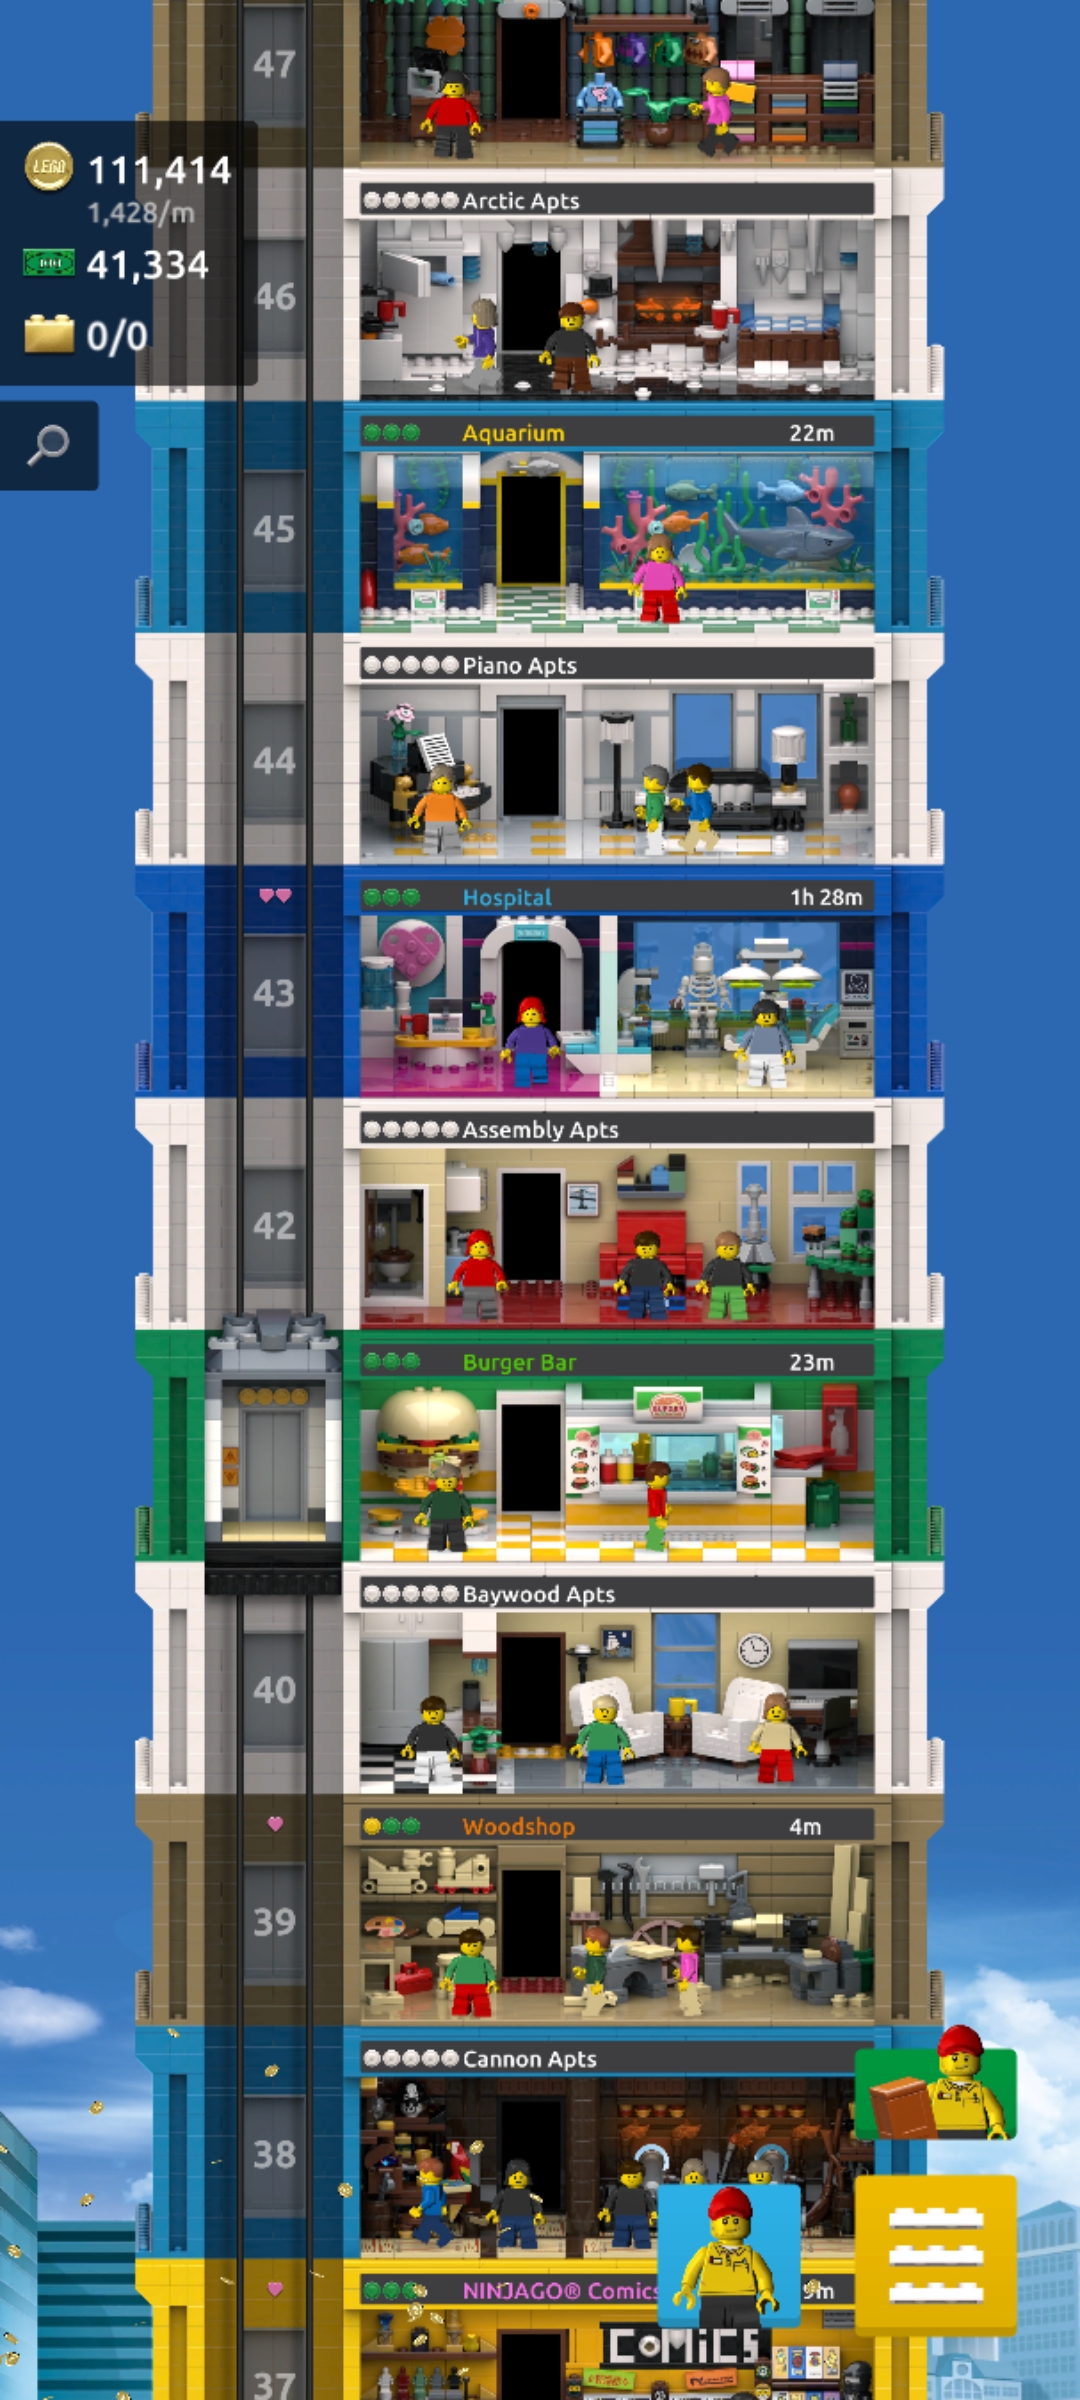 47
LEGO
111,414
1,428/m
41,334
0/0
Arctic Apts
46
Aquarium 22m
45
Piano Apts
44
Hospital 1h 28m
43
Assembly Apts
42
Burger Bar 23m
BURGER
Baywood Apts
40
Woodshop 4m
39
Cannon Apts
38
NINJAGO® Comics
COMiCS
37